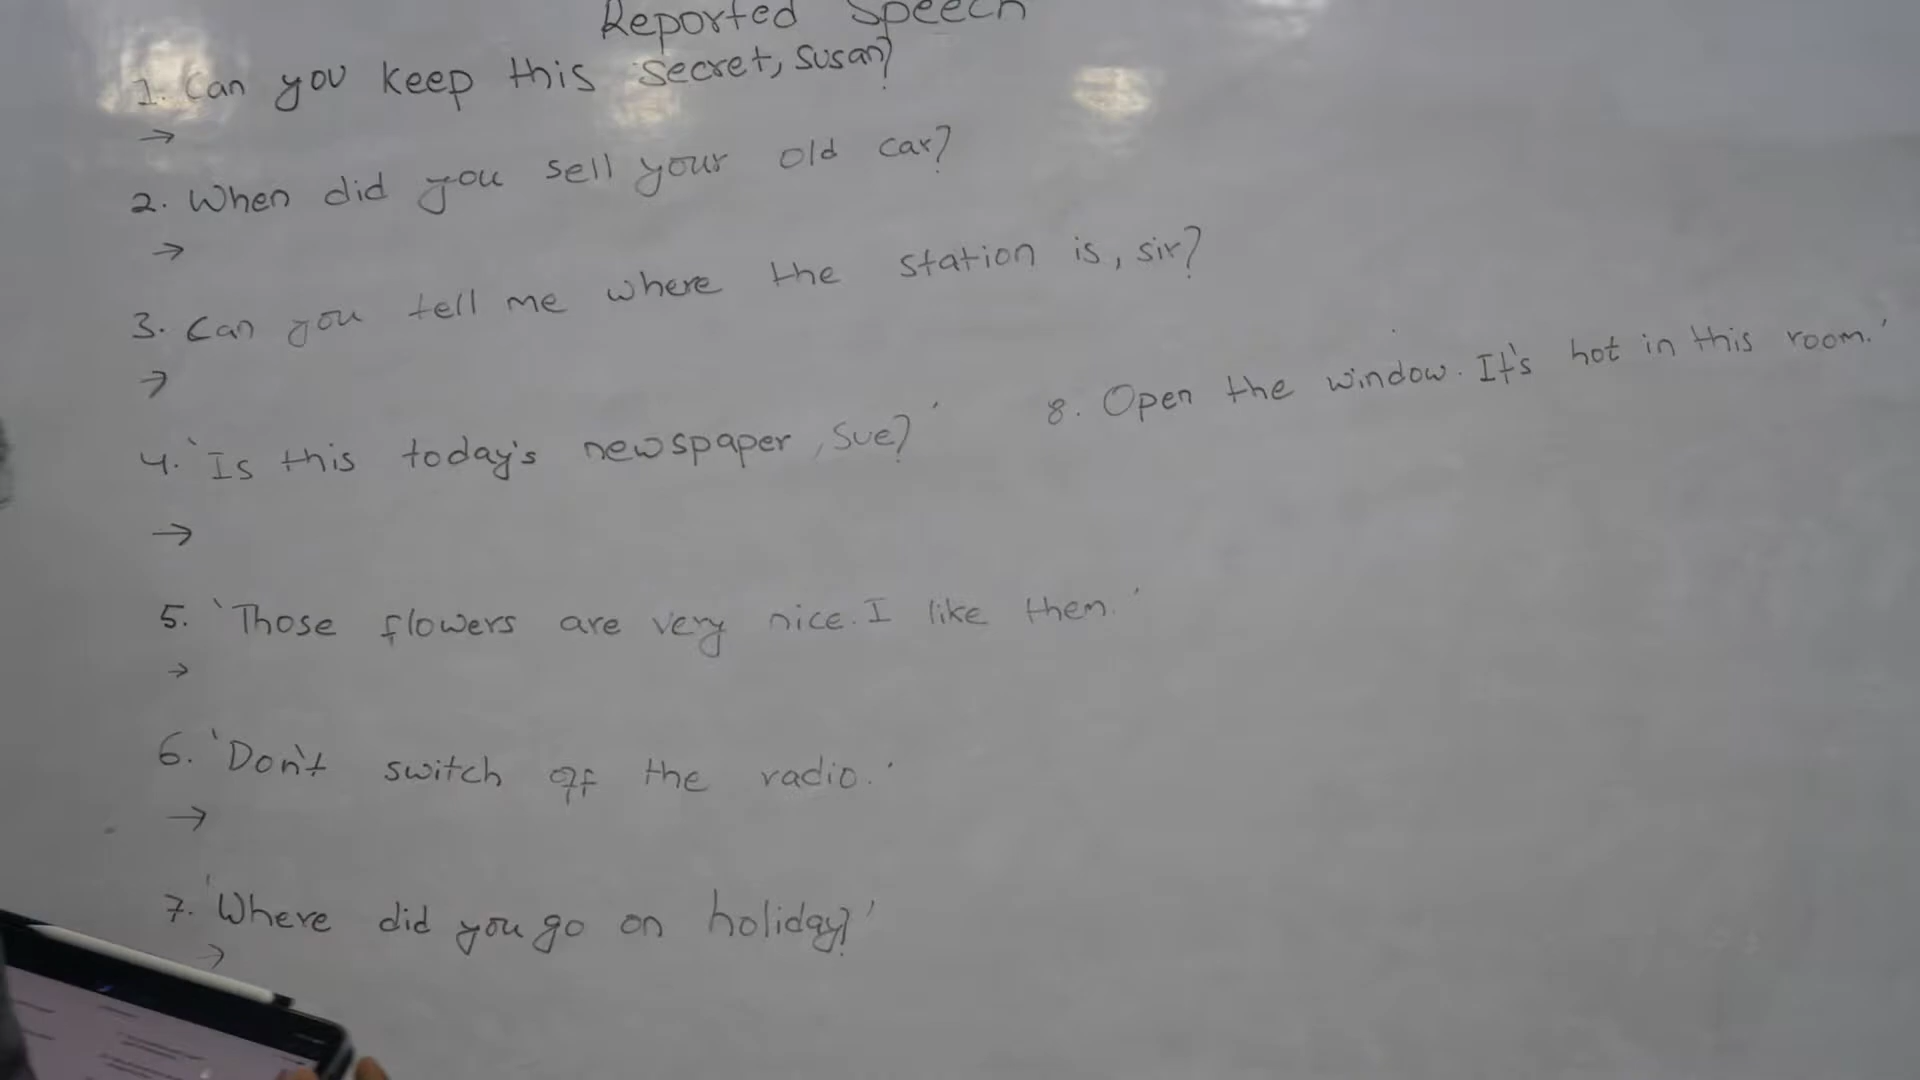 Reported Speech
1. Can you keep this secret, Susan?
→
2. When did you sell your old car?
→
3. Can you tell me where the station is, sir?
→
4. 'Is this today's newspaper, Sue?'
→
5. 'Those flowers are very nice. I like them.'
→
6. 'Don't switch off the radio.'
→
7. 'Where did you go on holiday?'
→
8. Open the window. It's hot in this room.'